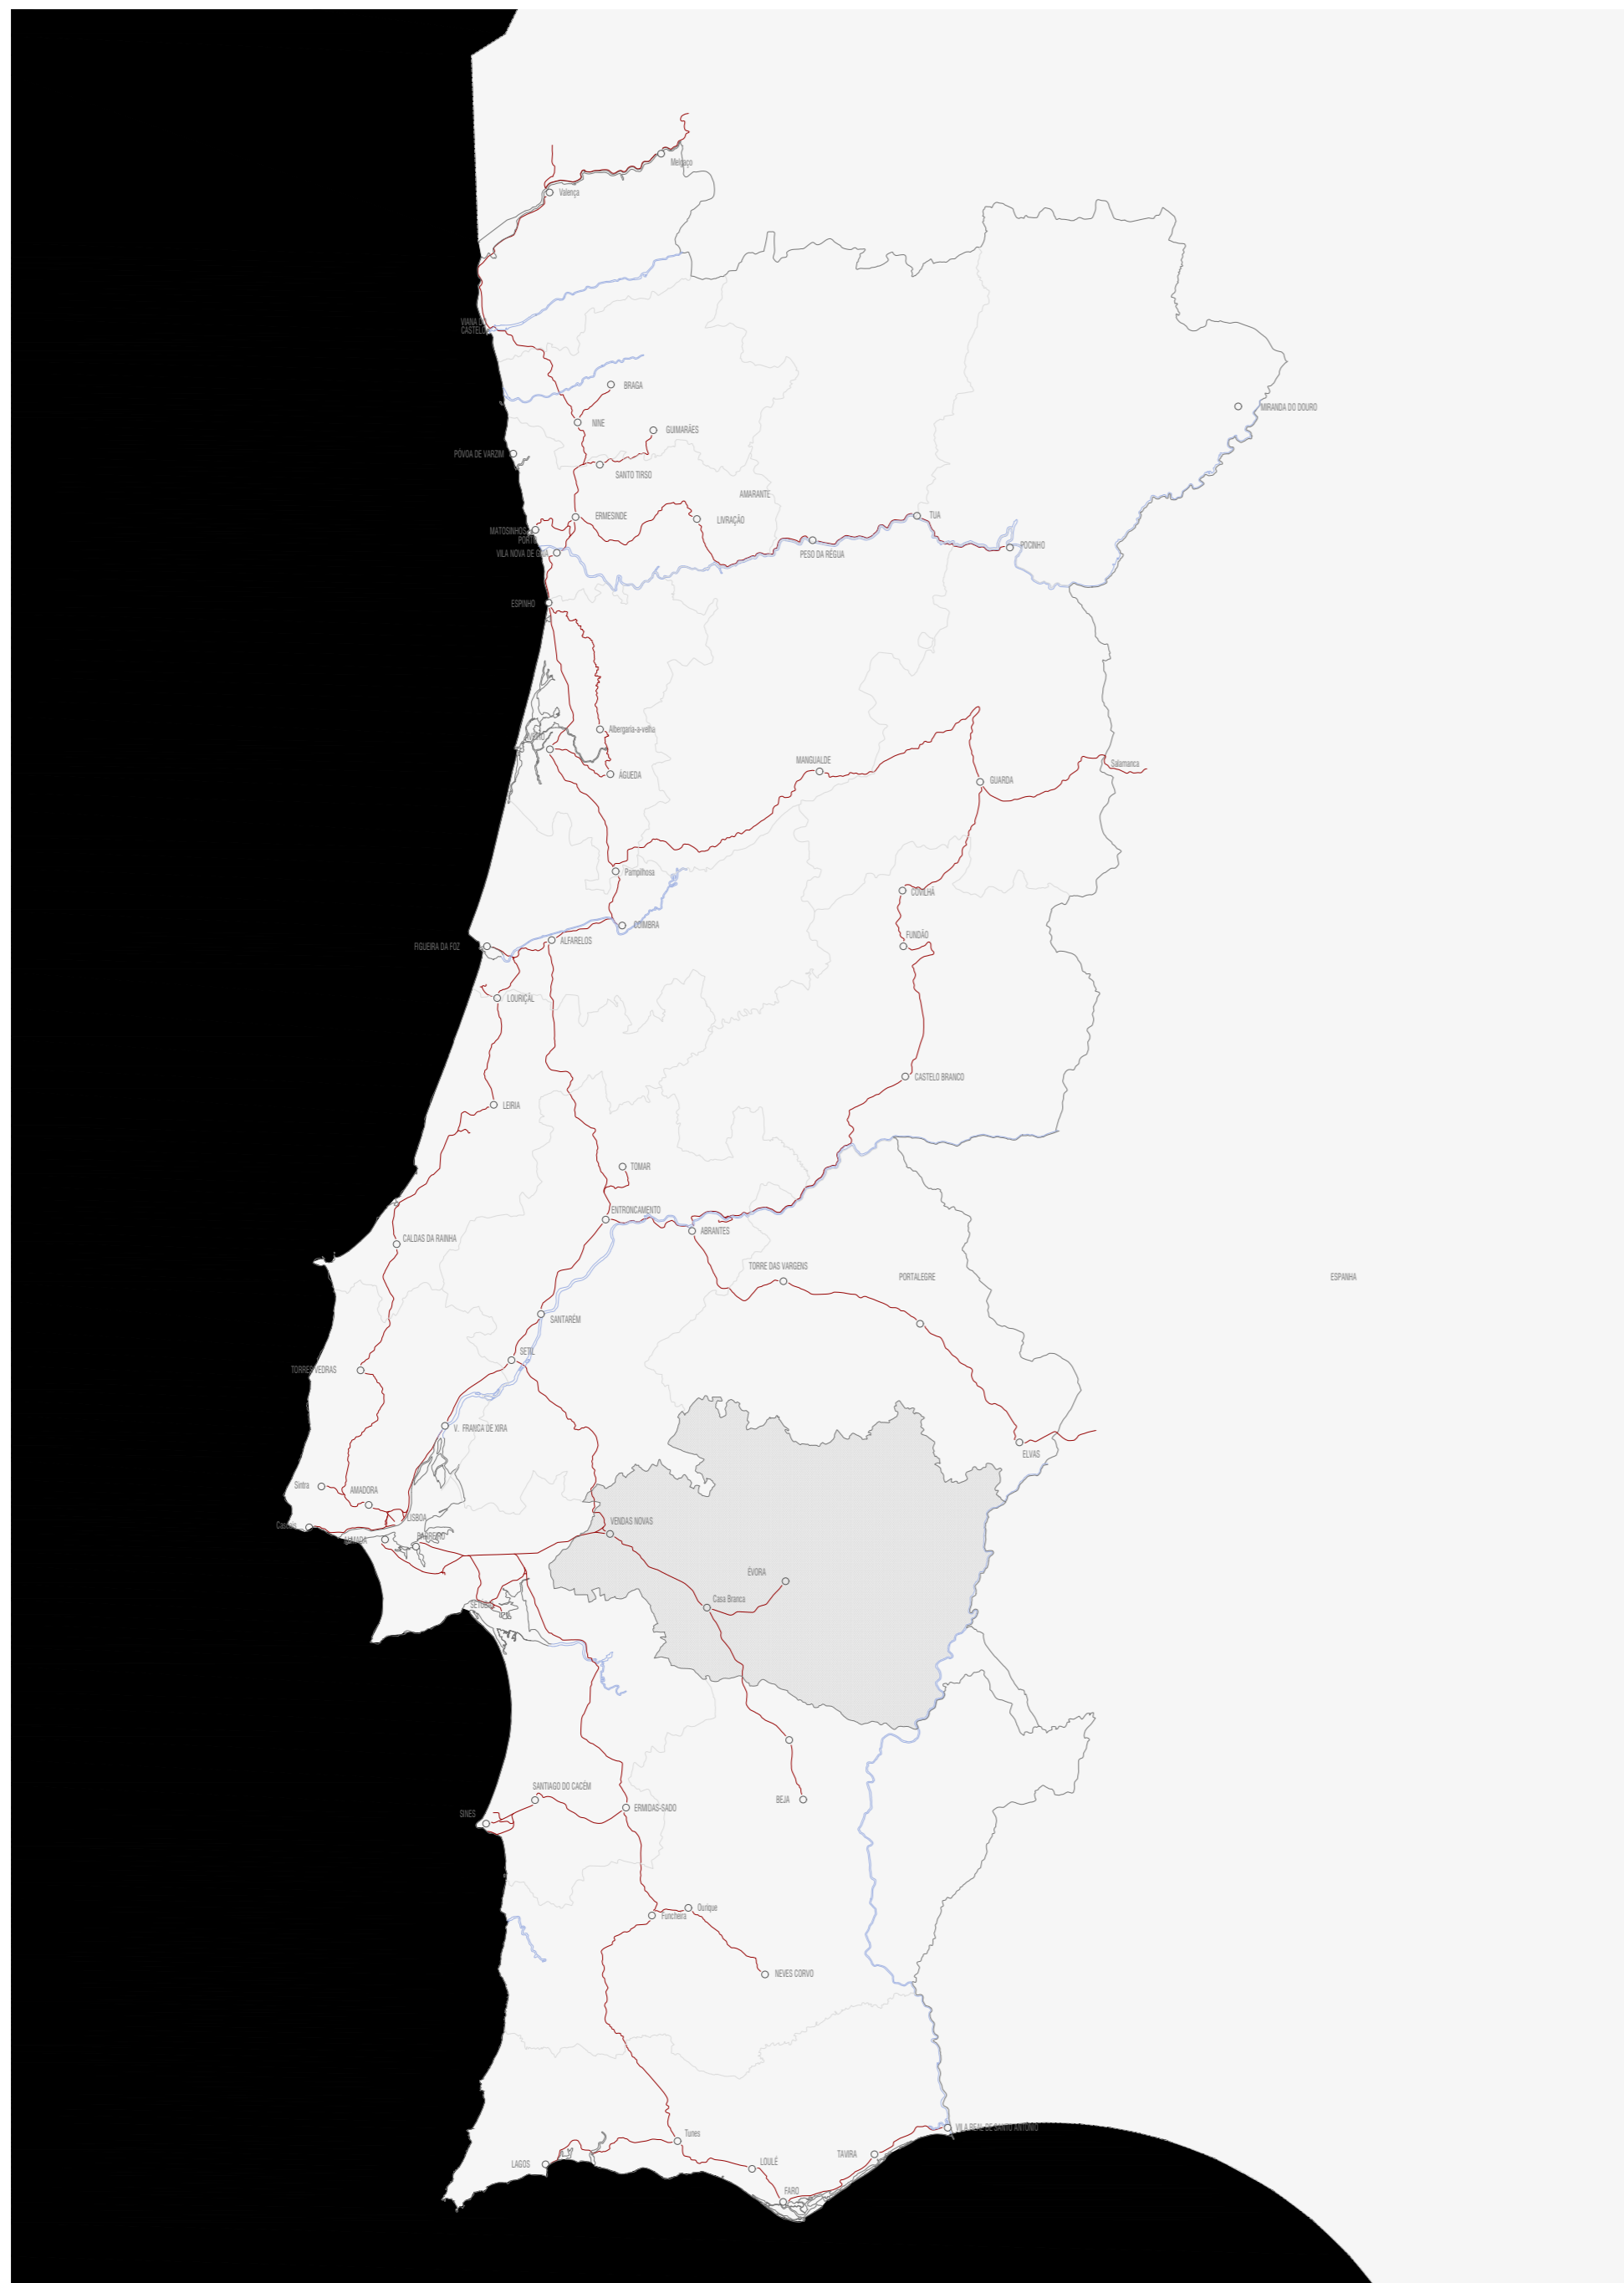 Melgaço
Valença
VIANA DO
CASTELO
BRAGA
MIRANDA DO DOURO
NINE
GUIMARÃES
PÓVOA DE VARZIM
SANTO TIRSO
AMARANTE
ERMESINDE
TUA
LIVRAÇÃO
MATOSINHOS
PORTO
POCINHO
VILA NOVA DE GAIA
PESO DA RÉGUA
ESPINHO
Albergaria-a-velha
AVEIRO
MANGUALDE
Salamanca
ÁGUEDA
GUARDA
Pampilhosa
COVILHÃ
COIMBRA
FUNDÃO
ALFARELOS
FIGUEIRA DA FOZ
LOURIÇAL
CASTELO BRANCO
LEIRIA
TOMAR
ENTRONCAMENTO
ABRANTES
CALDAS DA RAINHA
TORRE DAS VARGENS
PORTALEGRE
ESPANHA
SANTARÉM
SETIL
TORRES VEDRAS
V. FRANCA DE XIRA
ELVAS
Sintra
AMADORA
LISBOA
VENDAS NOVAS
Cascais
BARREIRO
ALMADA
ÉVORA
Casa Branca
SETÚBAL
SANTIAGO DO CACÉM
BEJA
ERMIDAS-SADO
SINES
Ourique
Funcheira
NEVES CORVO
VILA REAL DE SANTO ANTÓNIO
Tunes
TAVIRA
LOULÉ
LAGOS
FARO